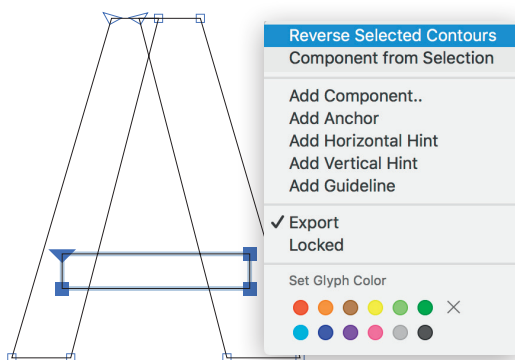 Reverse Selected Contours
Component from Selection
Add Component..
Add Anchor
Add Horizontal Hint
Add Vertical Hint
Add Guideline
✓ Export
Locked
Set Glyph Color